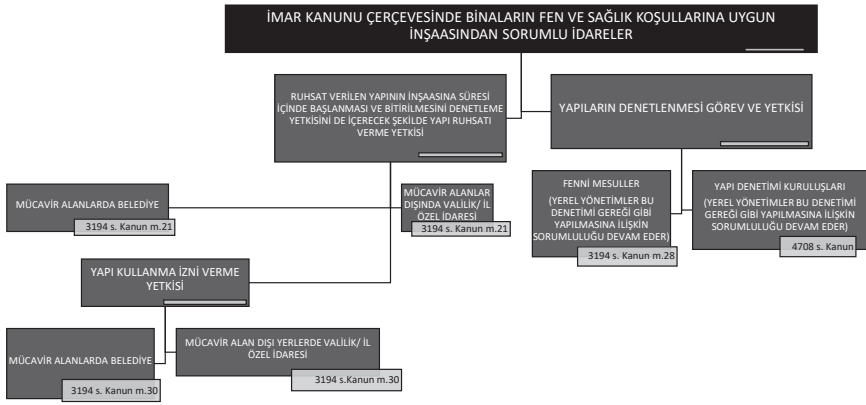 İMAR KANUNU ÇERÇEVESİNDE BİNALARIN FEN VE SAĞLIK KOŞULLARINA UYGUN
İNŞAASINDAN SORUMLU İDARELER
RUHSAT VERİLEN YAPININ İNŞAASINA SÜRESİ
İÇİNDE BAŞLANMASI VE BİTİRİLMESİNİ DENETLEME
YETKİSİNİ DE İÇERECEK ŞEKİLDE YAPI RUHSATI
VERME YETKİSİ
YAPILARIN DENETLENMESİ GÖREV VE YETKİSİ
MÜCAVİR ALANLARDA BELEDİYE
3194 s. Kanun m.21
MÜCAVİR ALANLAR
DIŞINDA VALİLİK/ İL
ÖZEL İDARESİ
3194 s. Kanun m.21
FENNİ MESULLER
(YEREL YÖNETİMLER BU
DENETİMİ GEREĞİ GİBİ
YAPILMASINA İLİŞKİN
SORUMLULUĞU DEVAM EDER)
3194 s. Kanun m.28
YAPI DENETİMİ KURULUŞLARI
(YEREL YÖNETİMLER BU DENETİMİ
GEREĞİ GİBİ YAPILMASINA İLİŞKİN
SORUMLULUĞU DEVAM EDER)
4708 s. Kanun
YAPI KULLANMA İZNİ VERME
YETKİSİ
MÜCAVİR ALANLARDA BELEDİYE
3194 s. Kanun m.30
MÜCAVİR ALAN DIŞI YERLERDE VALİLİK/ İL
ÖZEL İDARESİ
3194 s.Kanun m.30